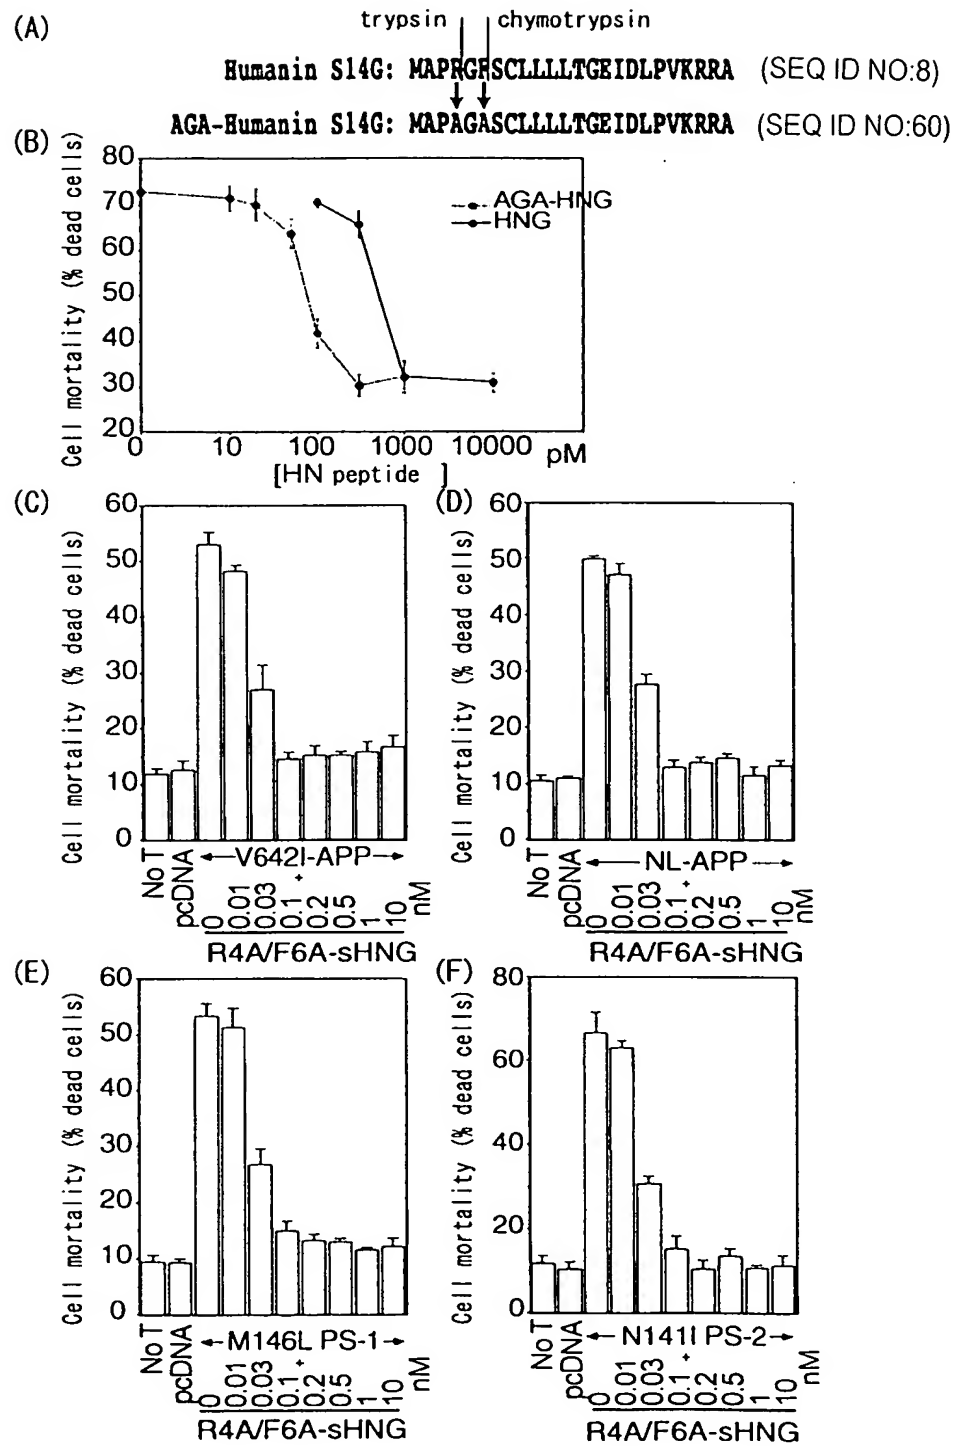 (A)
trypsin chymotrypsin
Humanin S14G: MAPRGFSCLLLLTGEIDLPVKRRA (SEQ ID NO:8)
AGA-Humanin S14G: MAPAGASCLLLLTGEIDLPVKRRA (SEQ ID NO:60)
(B)
Cell mortality (% dead cells)
80
70
60
50
40
30
20
AGA-HNG
HNG
0 10 100 1000 10000 pM
[HN peptide ]
(C)
Cell mortality (% dead cells)
60
50
40
30
20
10
0
No T
pcDNA
V642I-APP
+
0 0.01 0.03 0.1 0.2 0.5 1 10 nM
R4A/F6A-sHNG
(D)
Cell mortality (% dead cells)
60
50
40
30
20
10
0
No T
pcDNA
NL-APP
+
0 0.01 0.03 0.1 0.2 0.5 1 10 nM
R4A/F6A-sHNG
(E)
Cell mortality (% dead cells)
60
50
40
30
20
10
0
No T
pcDNA
M146L PS-1
+
0 0.01 0.03 0.1 0.2 0.5 1 10 nM
R4A/F6A-sHNG
(F)
Cell mortality (% dead cells)
80
60
40
20
0
No T
pcDNA
N141I PS-2
+
0 0.01 0.03 0.1 0.2 0.5 1 10 nM
R4A/F6A-sHNG